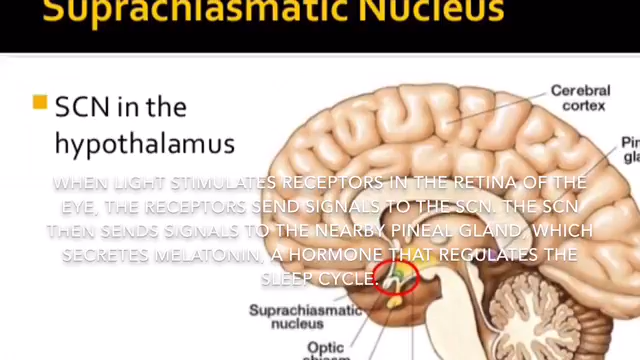 Suprachiasmatic Nucleus
SCN in the
hypothalamus
Cerebral
cortex
WHEN LIGHT STIMULATES RECEPTORS IN THE RETINA OF THE
EYE, THE RECEPTORS SEND SIGNALS TO THE SCN. THE SCN
THEN SENDS SIGNALS TO THE NEARBY PINEAL GLAND, WHICH
SECRETES MELATONIN, A HORMONE THAT REGULATES THE
SLEEP CYCLE.
Suprachiasmatic
nucleus
Optic